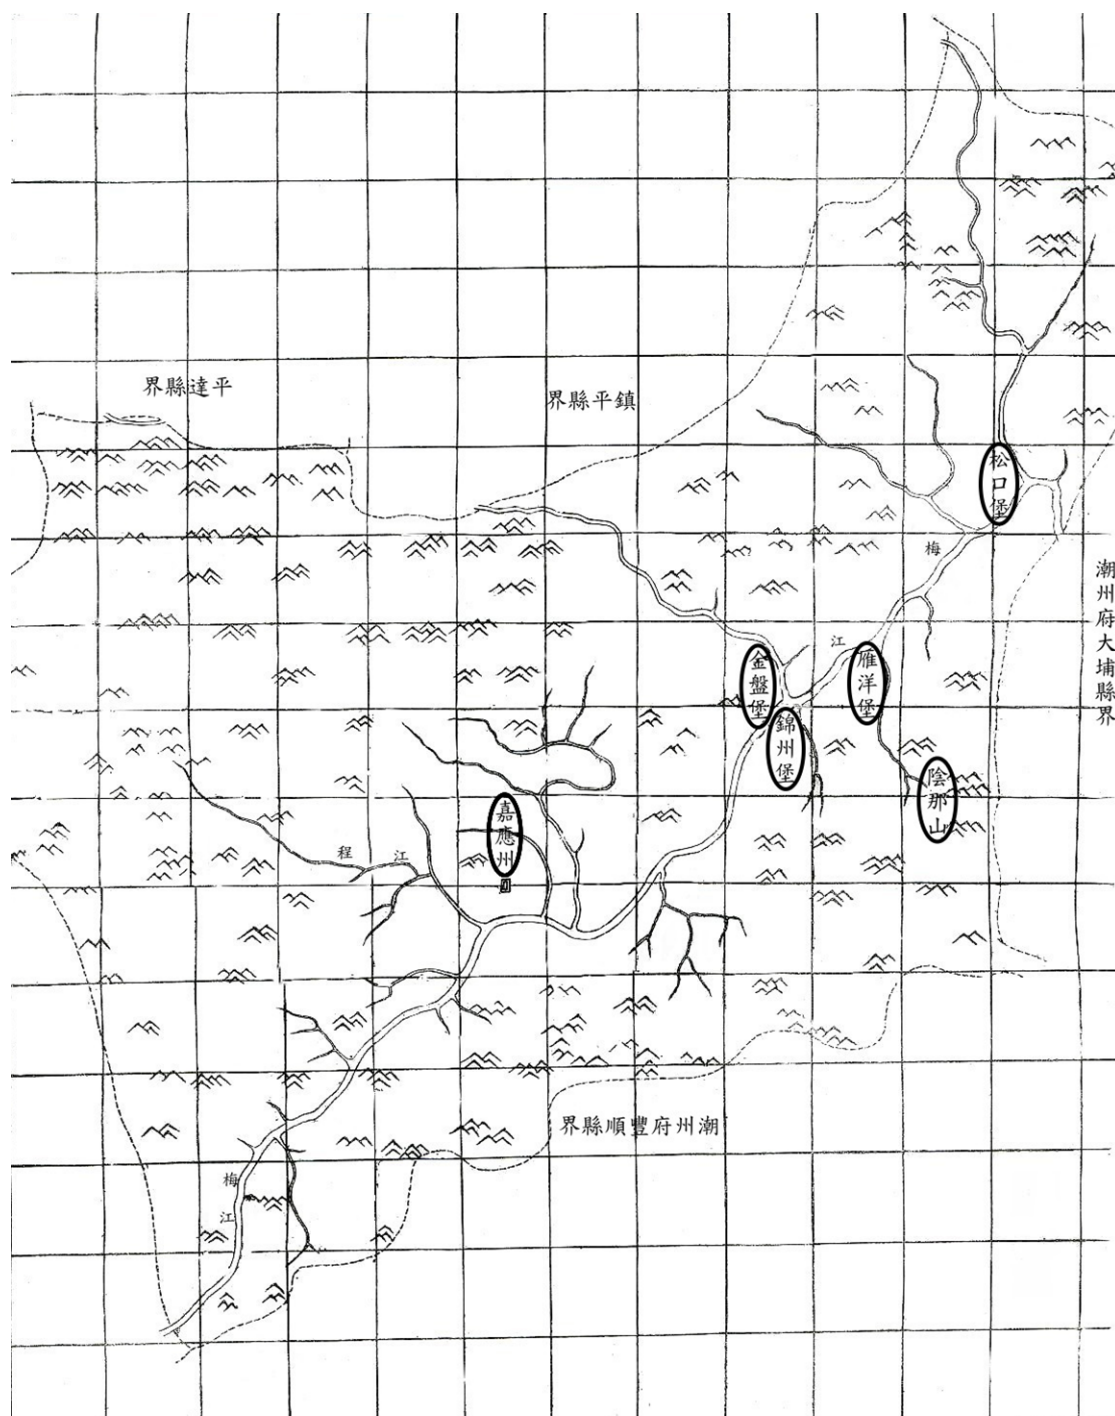 平達縣界
鎮平縣界
松口堡
梅
江
潮州府大埔縣界
金盤堡
雁洋堡
錦州堡
陰那山
嘉應州
程
江
潮州府豐順縣界
梅
江